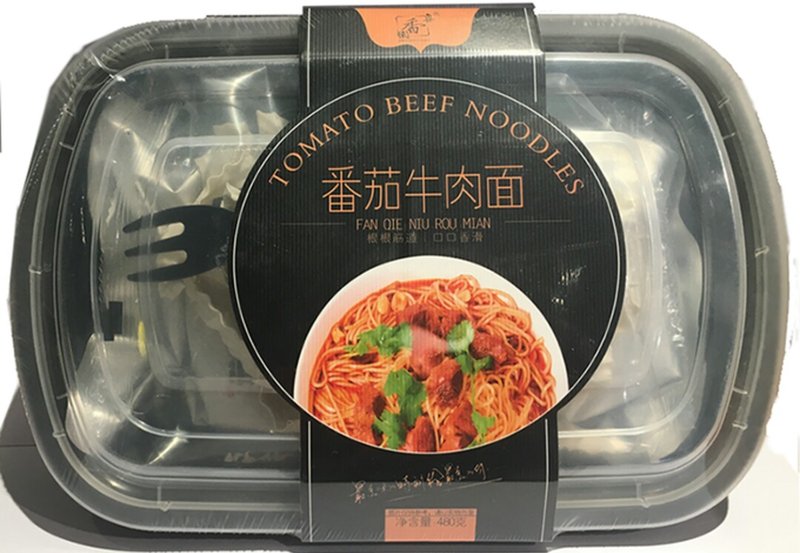 番
TOMATO BEEF NOODLES
番茄牛肉面
FAN QIE NIU ROU MIAN
根根筋道 | 口口香滑
净含量 480克